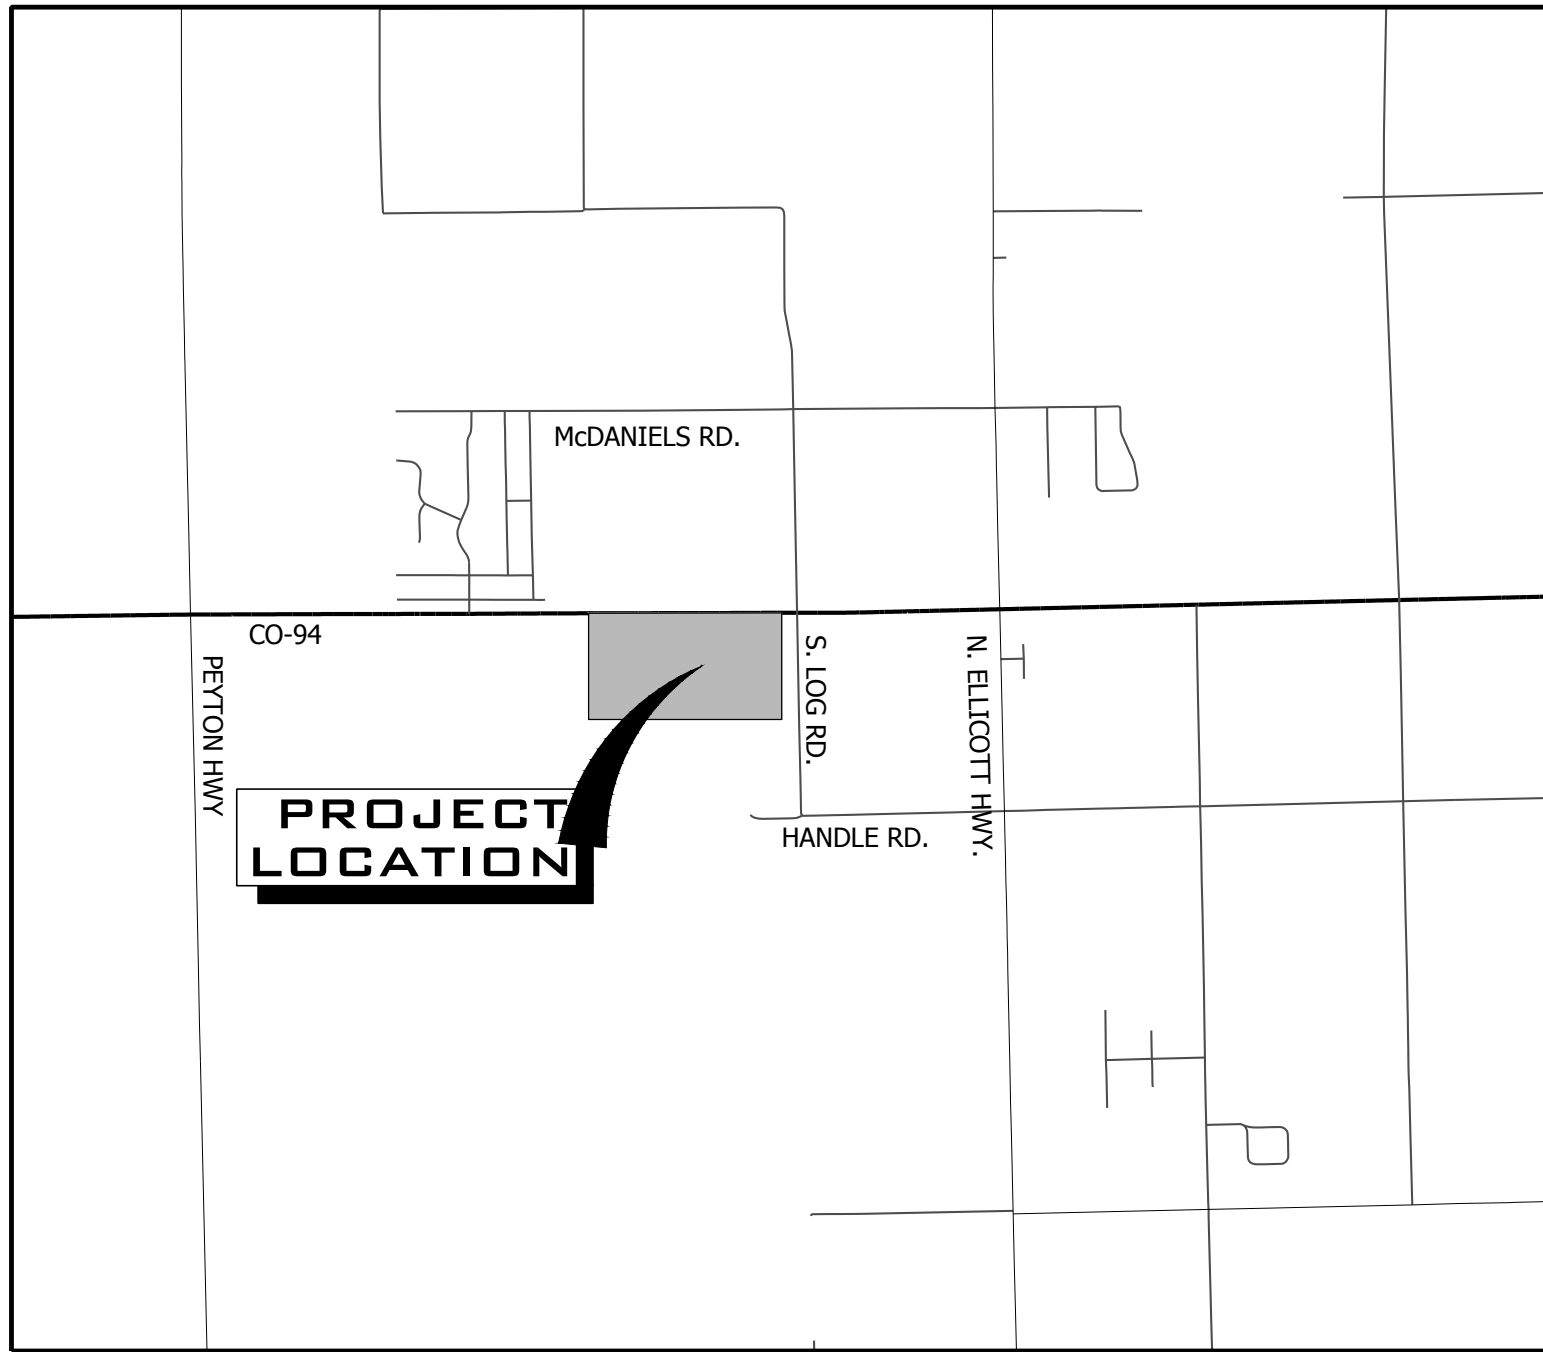 McDANIELS RD.
CO-94
PEYTON HWY
S. LOG RD.
N. ELLICOTT HWY.
PROJECT
LOCATION
HANDLE RD.